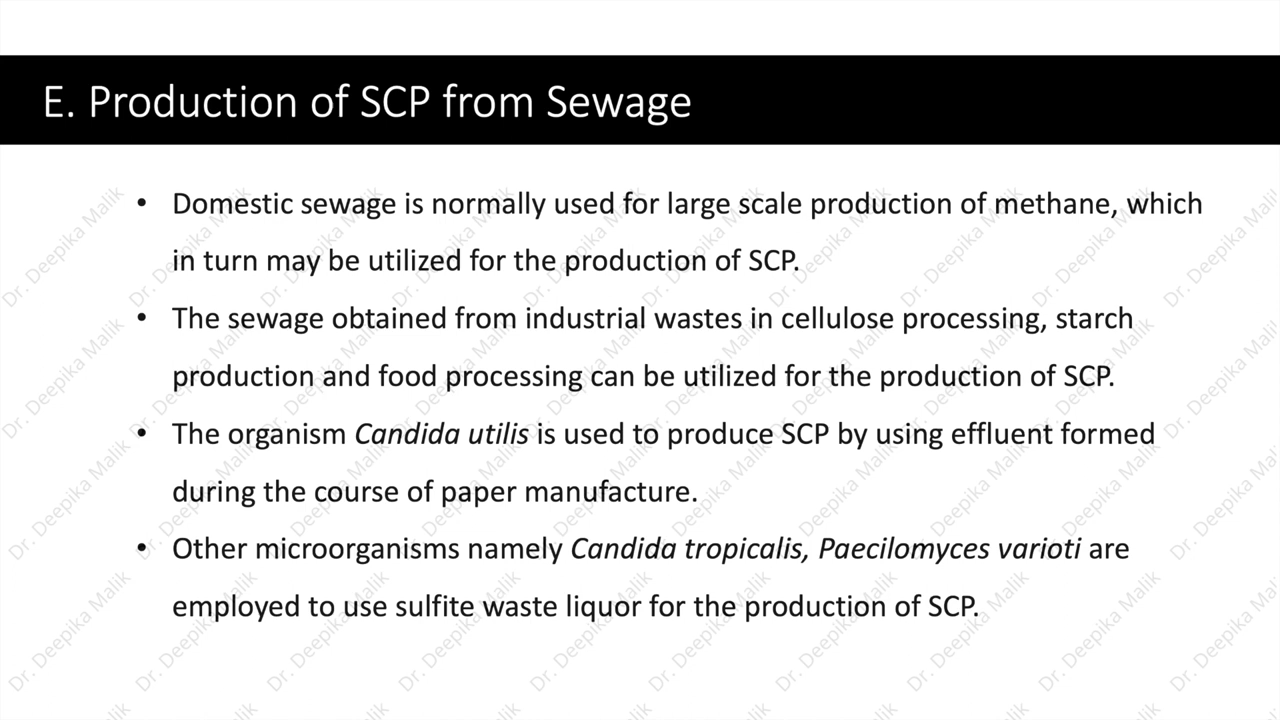 E. Production of SCP from Sewage
• Domestic sewage is normally used for large scale production of methane, which
in turn may be utilized for the production of SCP.
• The sewage obtained from industrial wastes in cellulose processing, starch
production and food processing can be utilized for the production of SCP.
• The organism Candida utilis is used to produce SCP by using effluent formed
during the course of paper manufacture.
• Other microorganisms namely Candida tropicalis, Paecilomyces varioti are
employed to use sulfite waste liquor for the production of SCP.
Dr. Deepika Malik